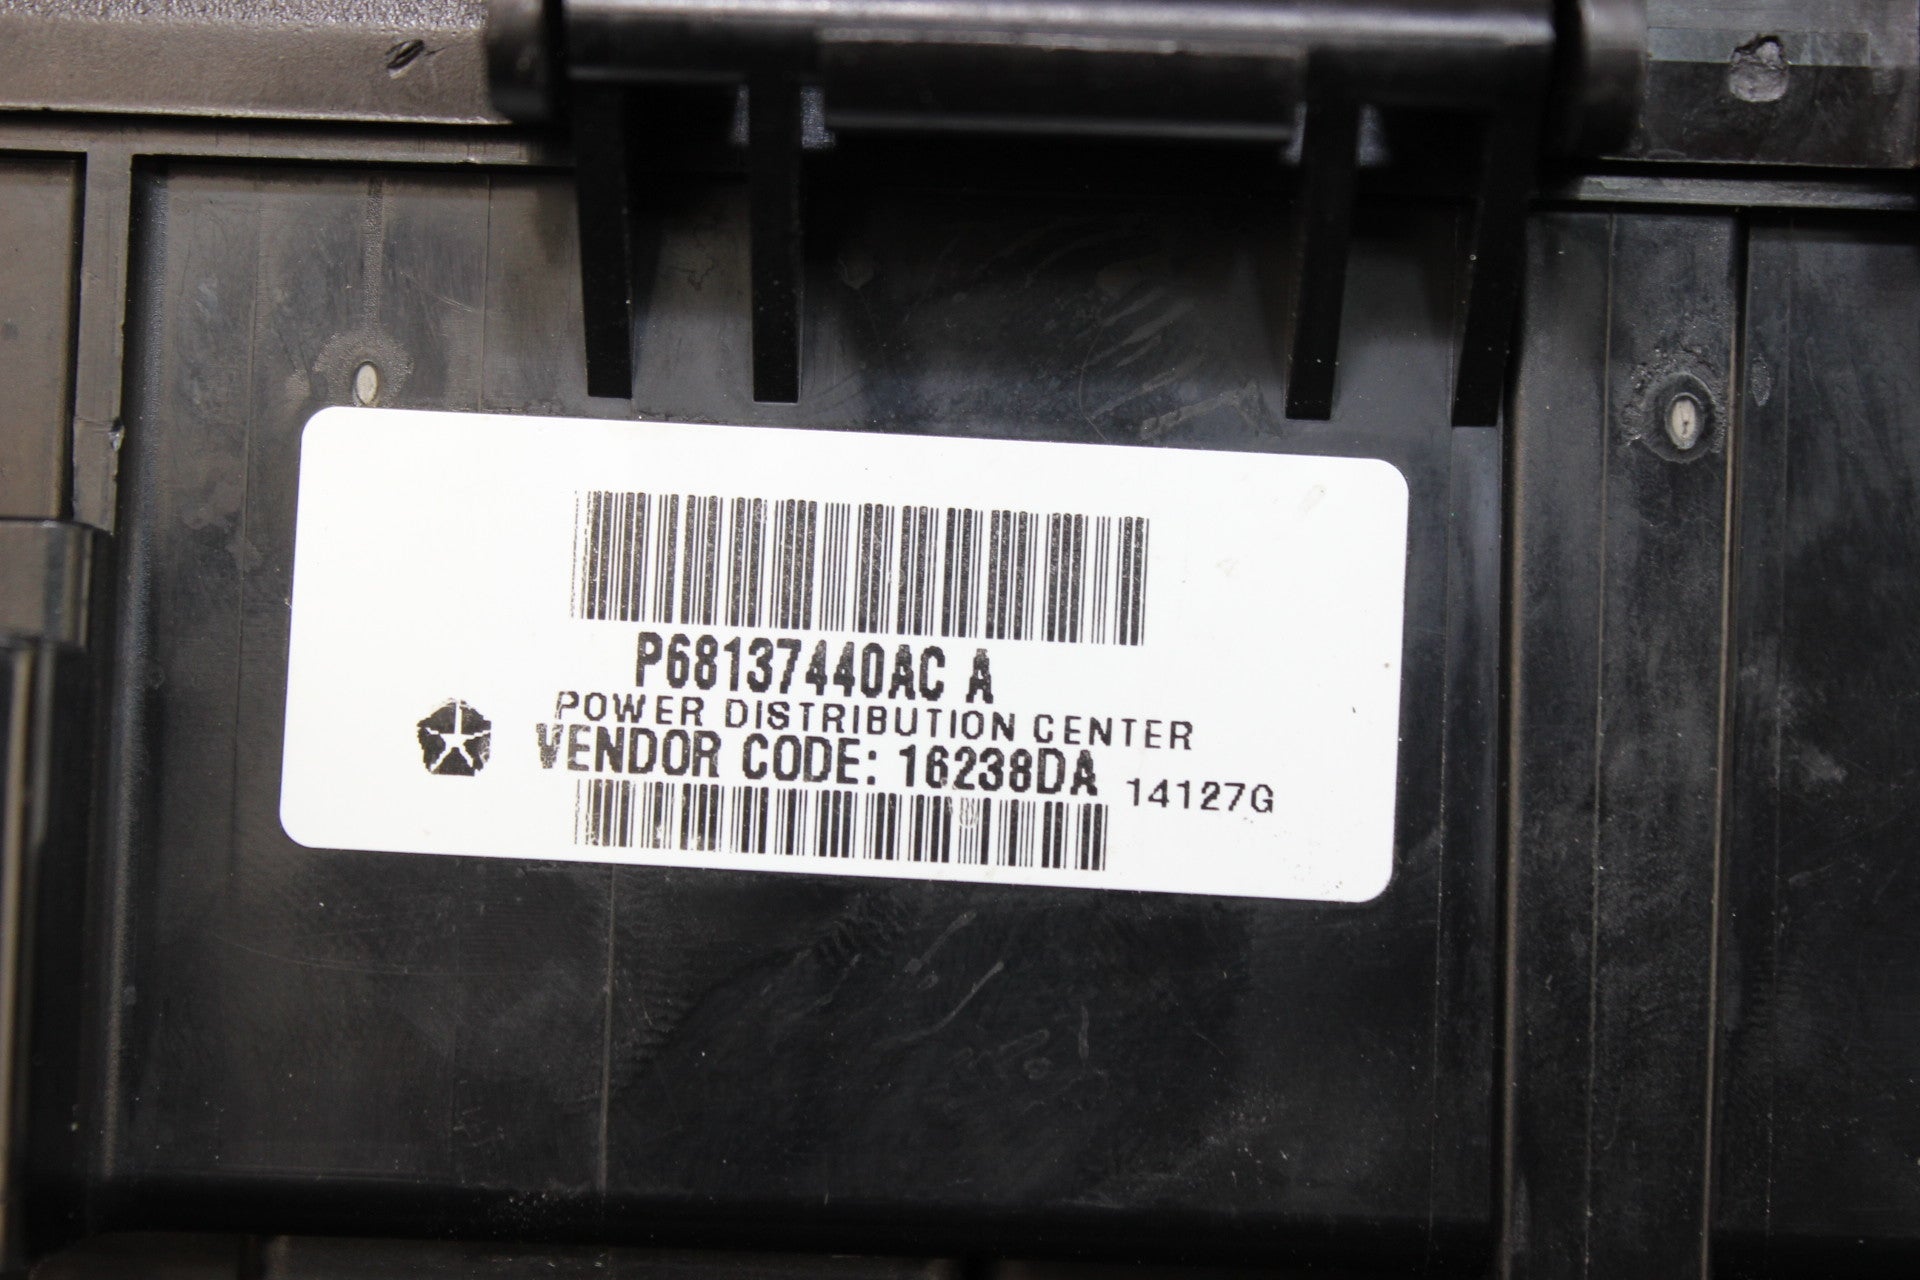 P68137440AC A
POWER DISTRIBUTION CENTER
VENDOR CODE: 16238DA 14127G